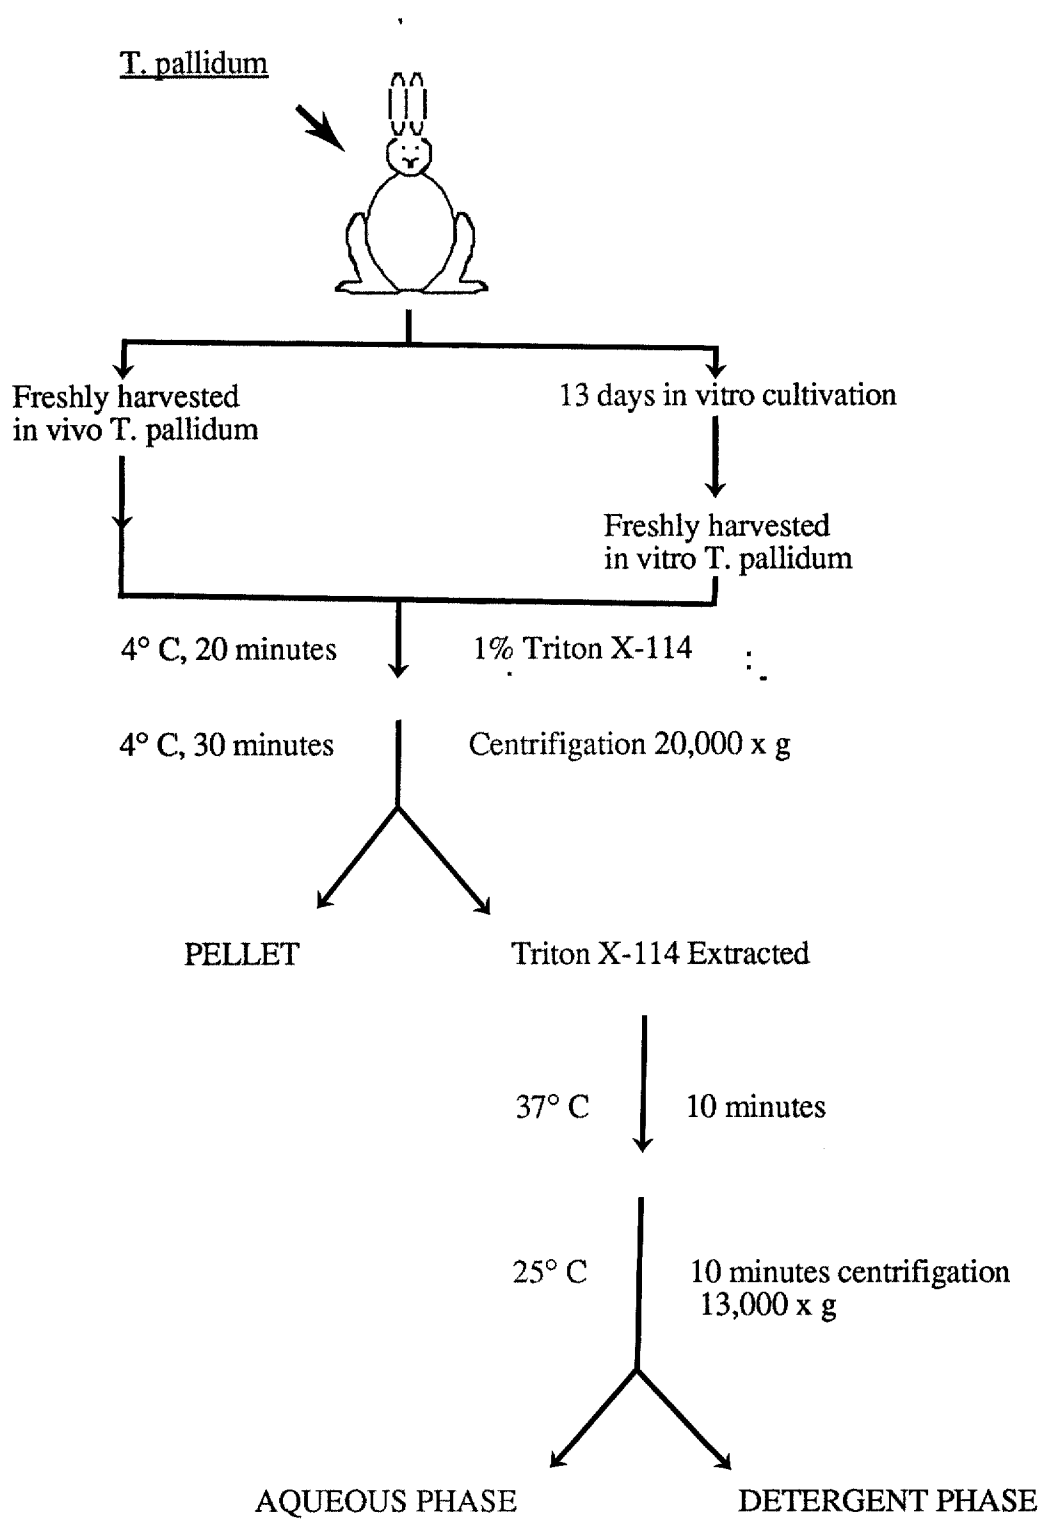 T. pallidum
Freshly harvested
in vivo T. pallidum
13 days in vitro cultivation
Freshly harvested
in vitro T. pallidum
4° C, 20 minutes
1% Triton X-114
4° C, 30 minutes
Centrifigation 20,000 x g
PELLET
Triton X-114 Extracted
37° C
10 minutes
25° C
10 minutes centrifigation
13,000 x g
AQUEOUS PHASE
DETERGENT PHASE